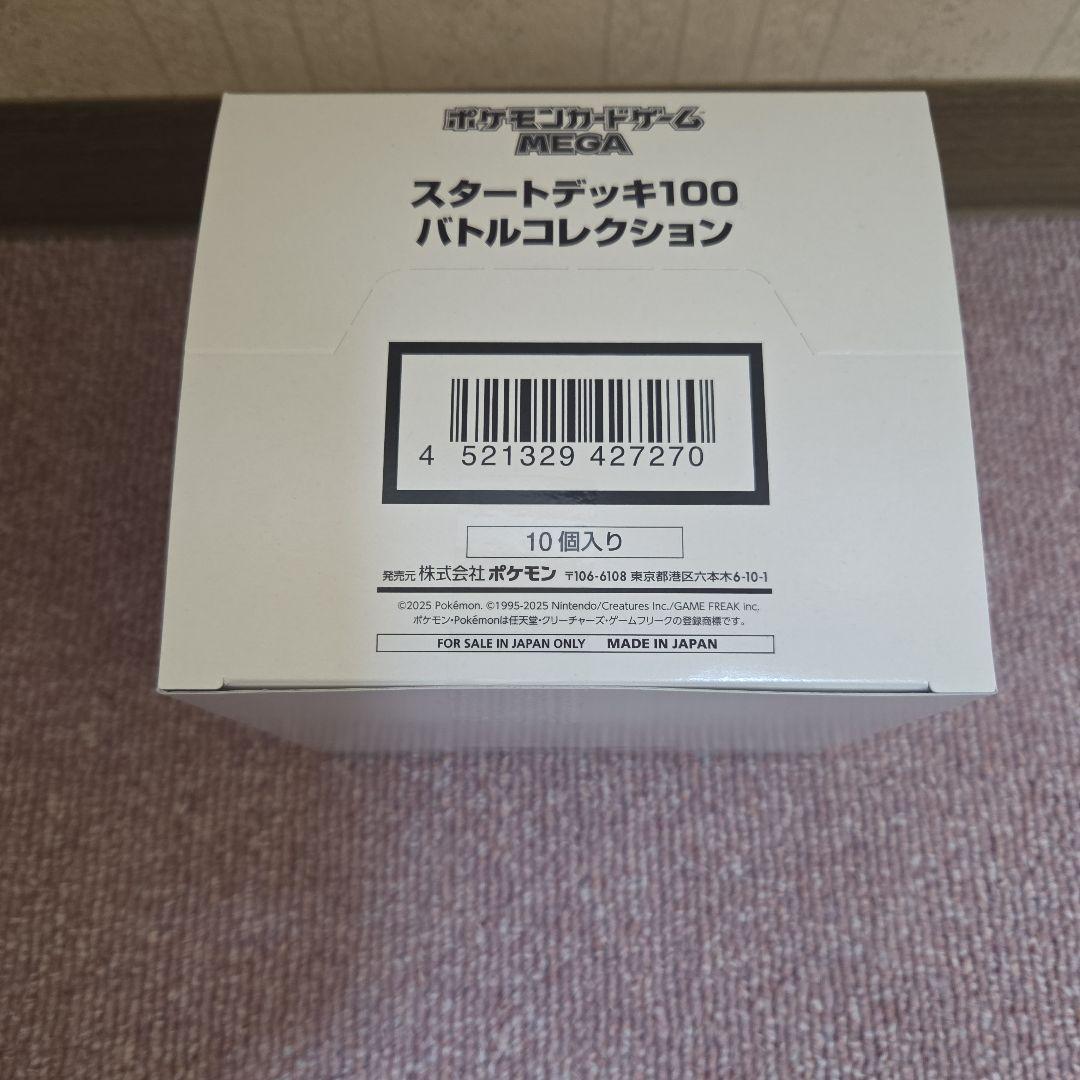 ポケモンカードゲーム
MEGA
スタートデッキ100
バトルコレクション
4 521329 427270
10個入り
発売元 株式会社 ポケモン 〒106-6108 東京都港区六本木6-10-1
©2025 Pokémon. ©1995-2025 Nintendo/Creatures Inc./GAME FREAK inc.
ポケモン・Pokémonは任天堂・クリーチャーズ・ゲームフリークの登録商標です。
FOR SALE IN JAPAN ONLY MADE IN JAPAN